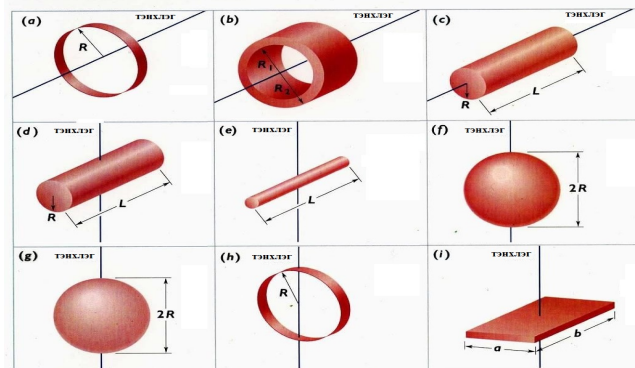 (a) ТЭНХЛЭГ
R
(b) ТЭНХЛЭГ
R1
R2
(c) ТЭНХЛЭГ
R
L
(d) ТЭНХЛЭГ
R
L
(e) ТЭНХЛЭГ
L
(f) ТЭНХЛЭГ
2R
(g) ТЭНХЛЭГ
2R
(h) ТЭНХЛЭГ
R
(i) ТЭНХЛЭГ
a
b